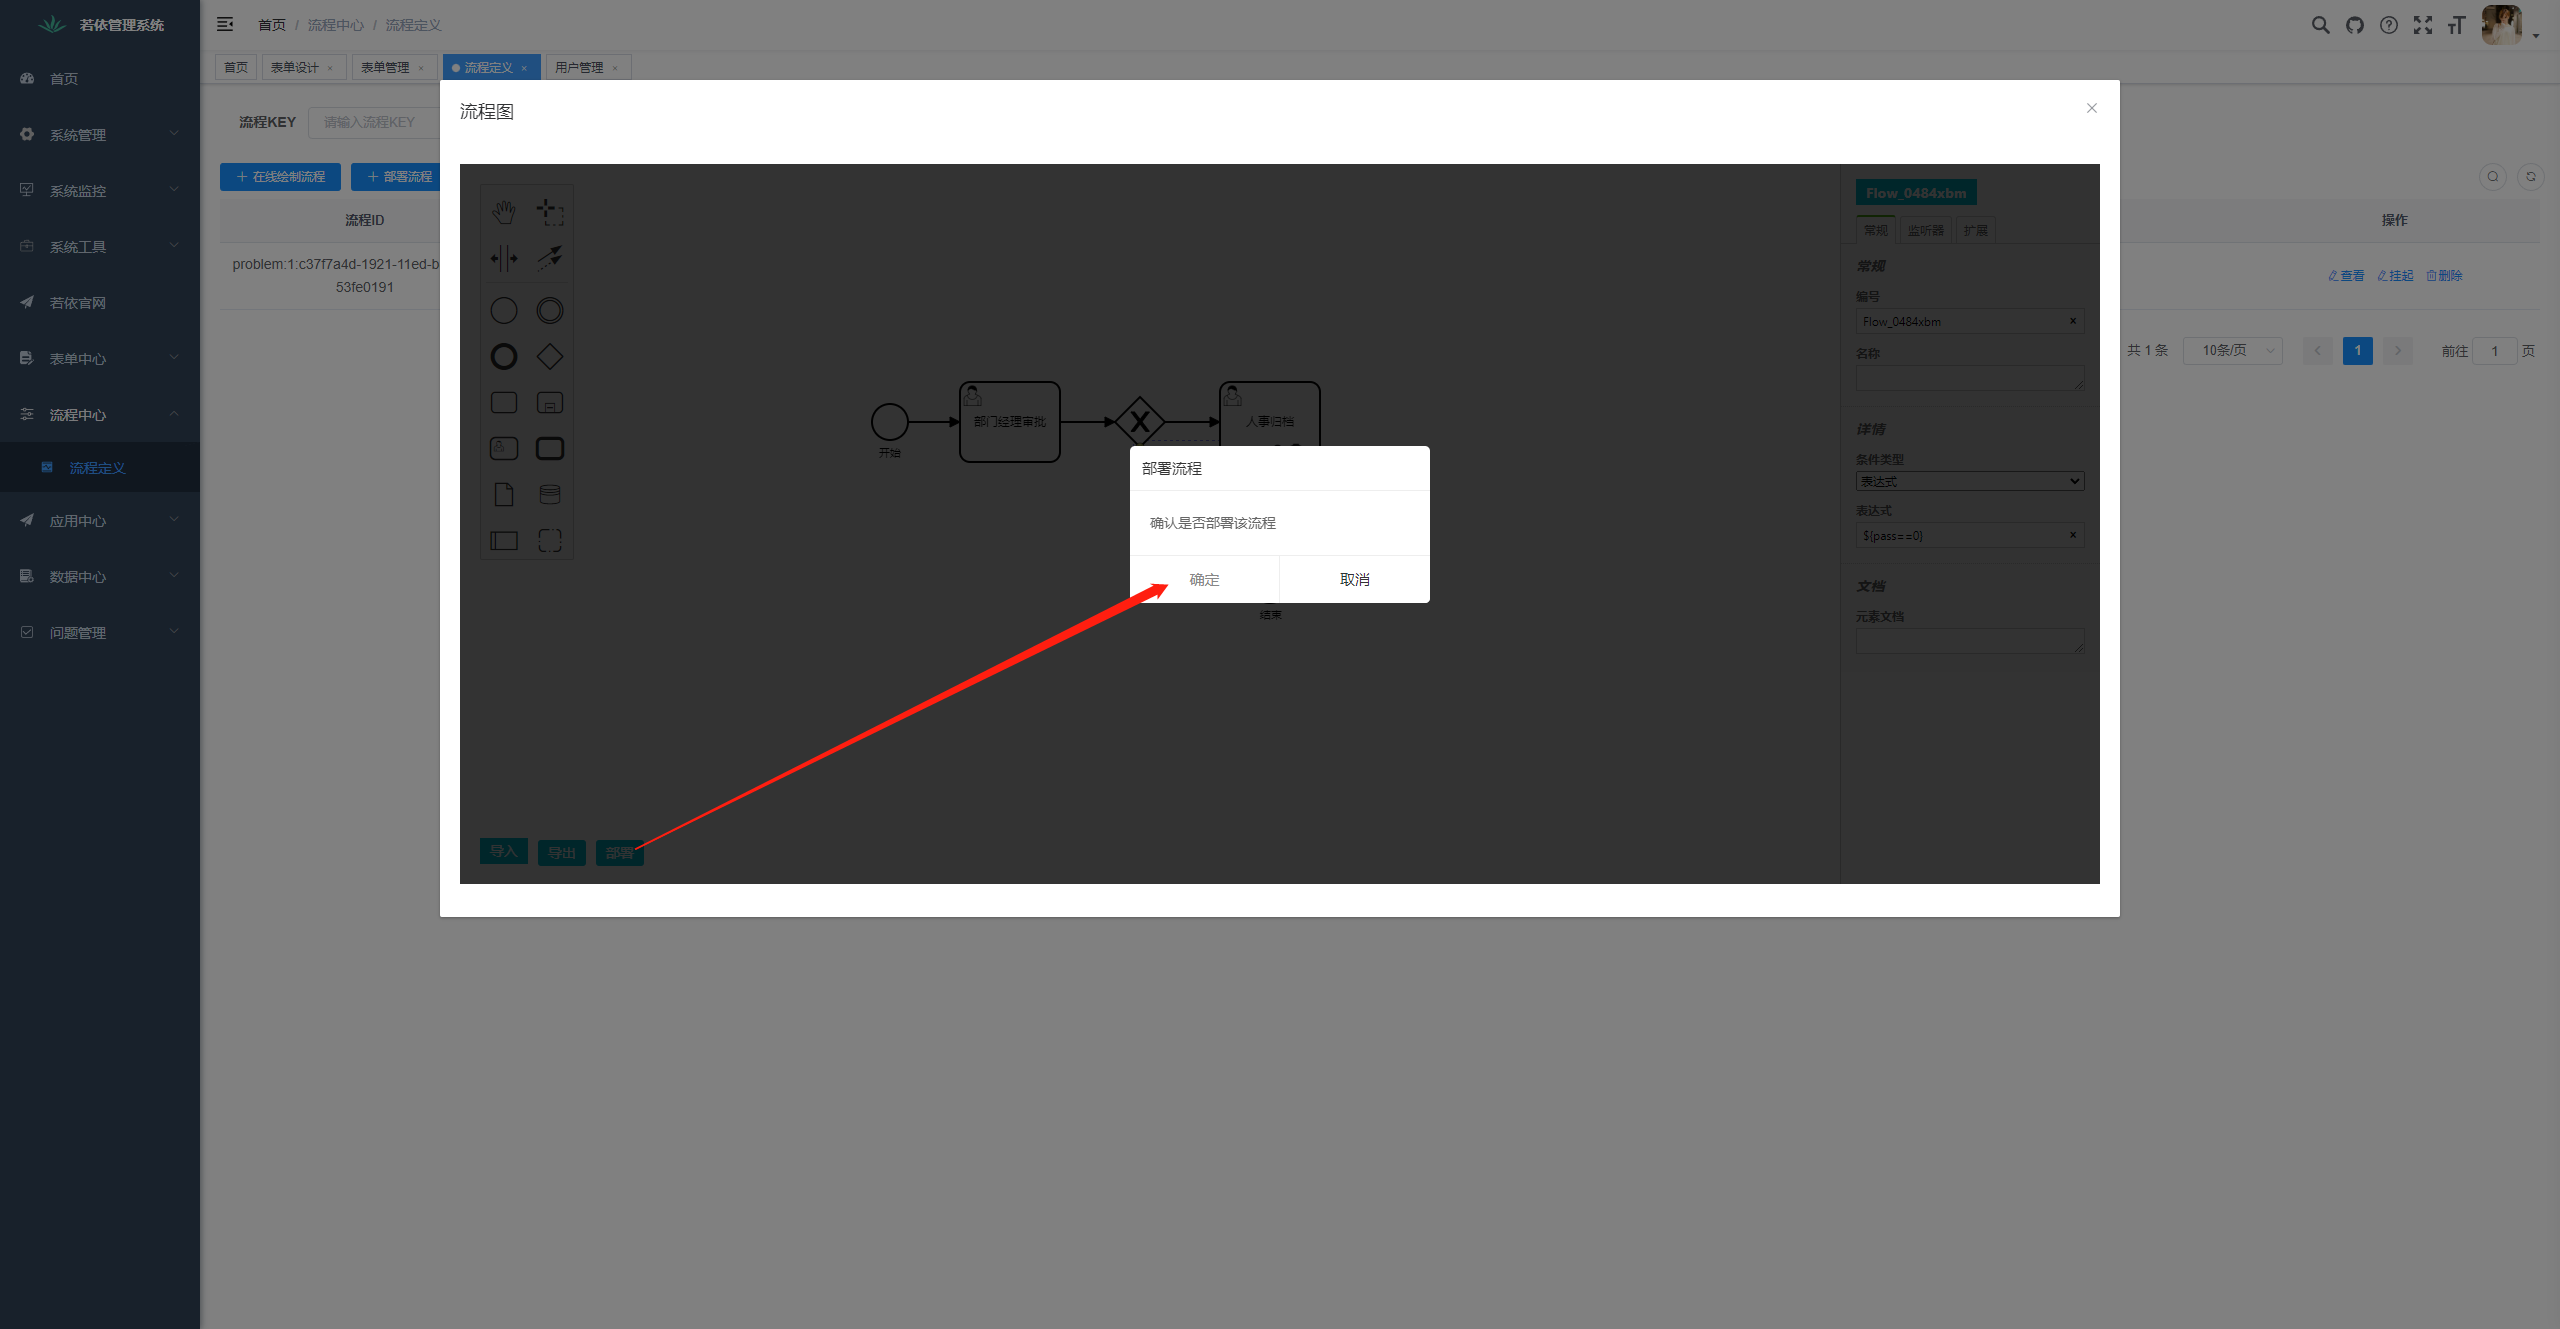 若依管理系统
首页
系统管理
系统监控
系统工具
若依官网
表单中心
流程中心
流程定义
应用中心
数据中心
问题管理
首页 / 流程中心 / 流程定义
首页
表单设计 ×
表单管理 ×
流程定义 ×
用户管理 ×
流程KEY
请输入流程KEY
+ 在线绘制流程
+ 部署流程
流程ID
操作
problem:1:c37f7a4d-1921-11ed-b
53fe0191
查看
挂起
删除
共 1 条
10条/页
1
前往 1 页
流程图
开始
部门经理审批
人事归档
结束
部署流程
确认是否部署该流程
确定
取消
导入
导出
部署
Flow_0484xbm
常规
监听器
扩展
常规
编号
Flow_0484xbm
名称
详情
条件类型
表达式
表达式
${pass==0}
文档
元素文档